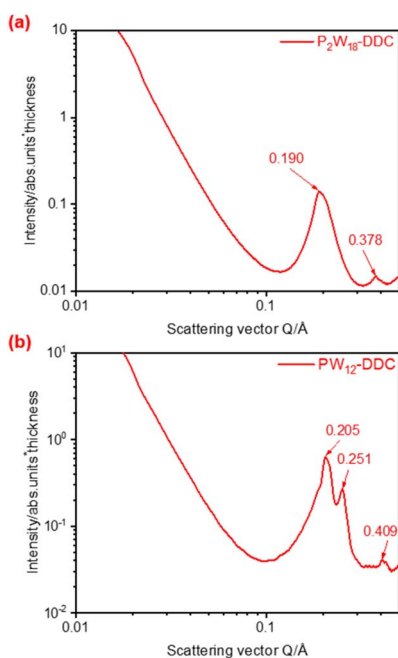 (a)
P₂W₁₈-DDC
10
1
0.1
0.01
0.190
0.378
0.01
0.1
Intensity/abs.units*thickness
Scattering vector Q/Å
(b)
PW₁₂-DDC
10¹
10⁰
10⁻¹
10⁻²
0.205
0.251
0.409
0.01
0.1
Intensity/abs.units*thickness
Scattering vector Q/Å